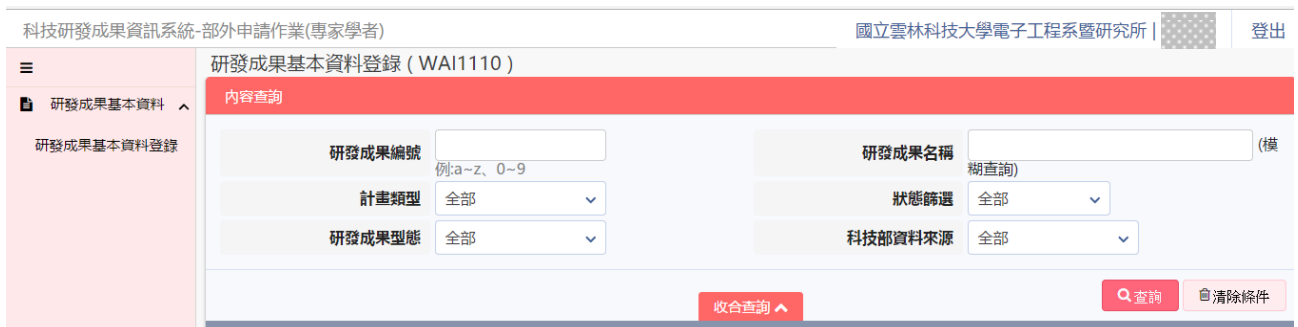 科技研發成果資訊系統-部外申請作業(專家學者) 國立雲林科技大學電子工程系暨研究所 | 登出
研發成果基本資料登錄 ( WAI1110 )
研發成果基本資料
研發成果基本資料登錄
內容查詢
研發成果編號 研發成果名稱 (模
例:a~z、0~9 糊查詢)
計畫類型 全部 狀態篩選 全部
研發成果型態 全部 科技部資料來源 全部
查詢 清除條件
收合查詢